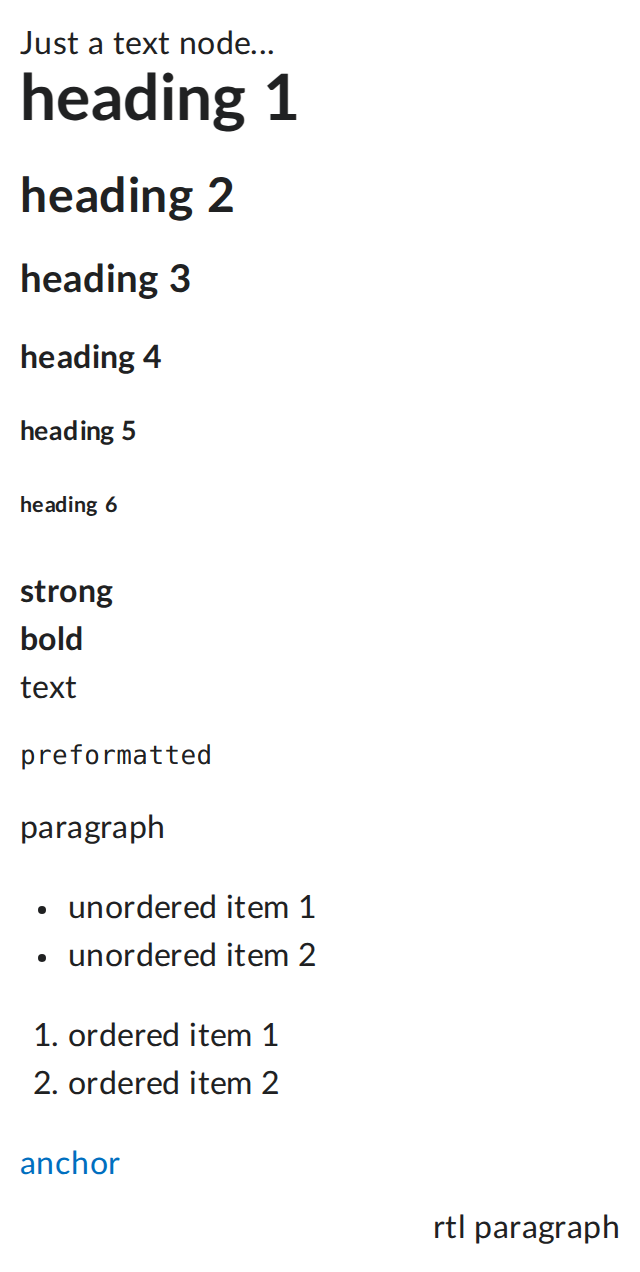 Just a text node...
heading 1
heading 2
heading 3
heading 4
heading 5
heading 6
strong
bold
text
preformatted
paragraph
• unordered item 1
• unordered item 2
1. ordered item 1
2. ordered item 2
anchor
rtl paragraph